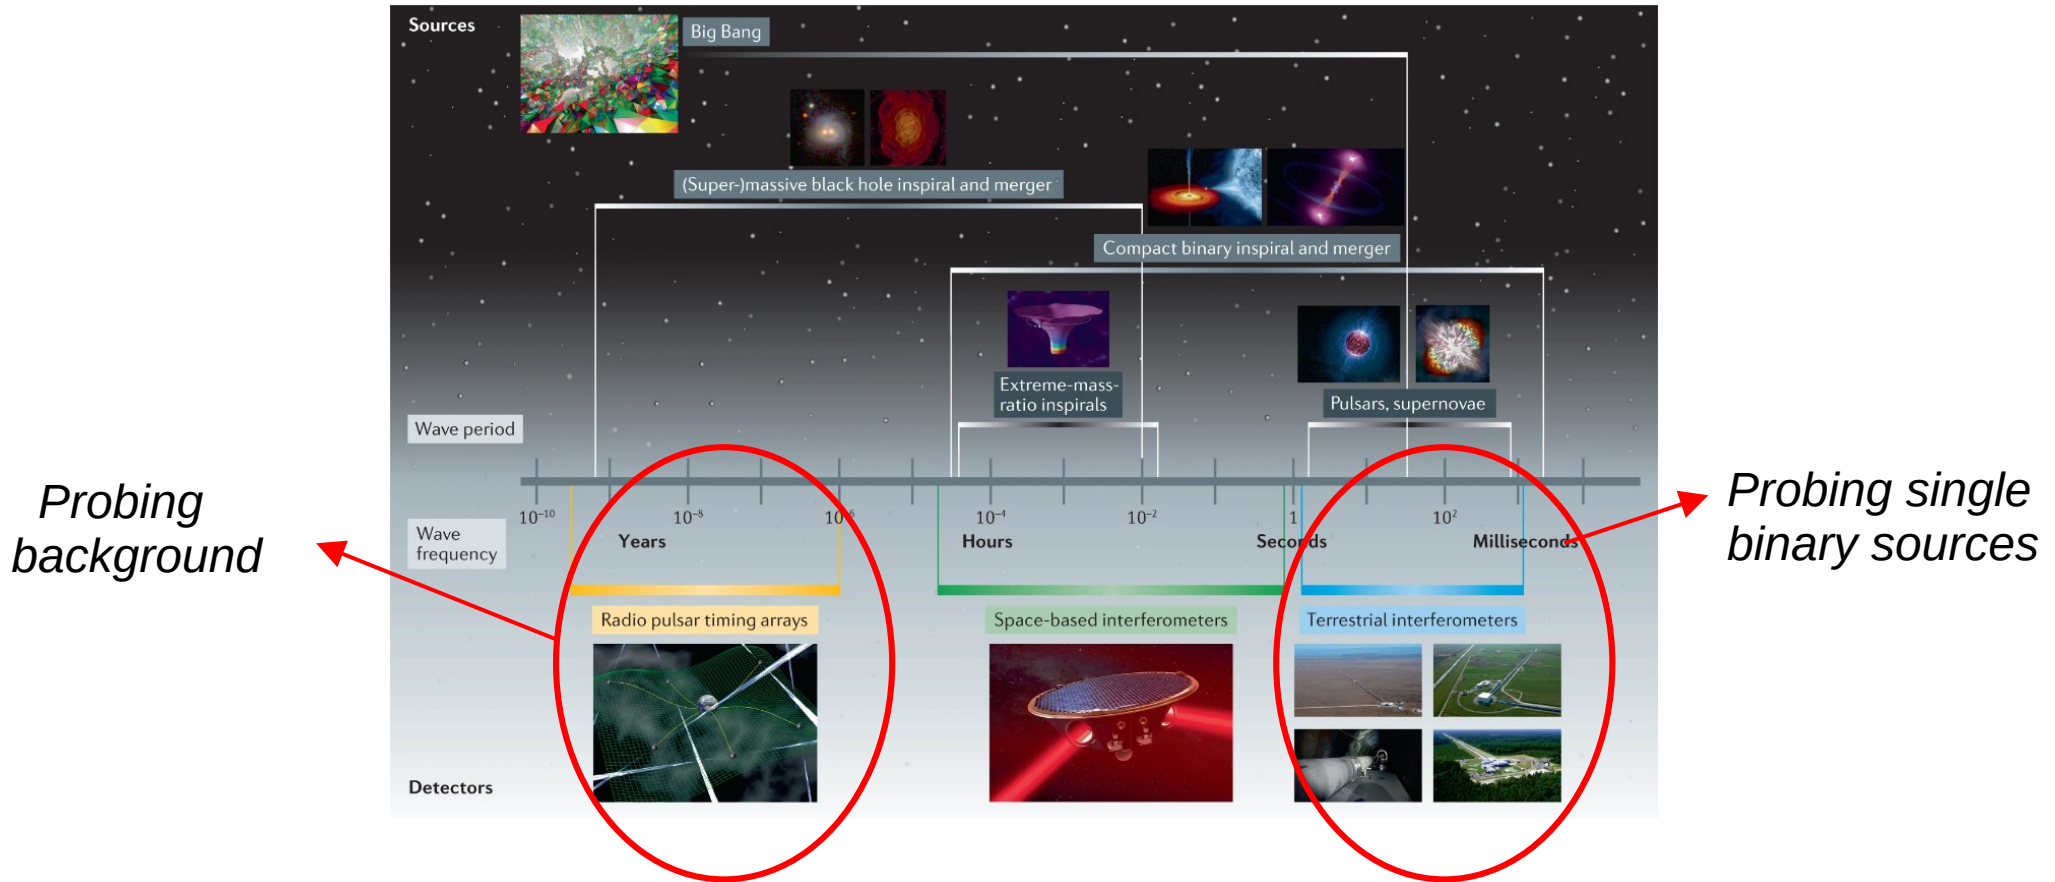 Sources
Big Bang
(Super-)massive black hole inspiral and merger
Compact binary inspiral and merger
Extreme-mass-
ratio inspirals
Pulsars, supernovae
Wave period
Probing
background
Probing single
binary sources
10⁻¹⁰
10⁻⁸
10⁻⁶
10⁻⁴
10⁻²
1
10²
Wave
frequency
Years
Hours
Seconds
Milliseconds
Radio pulsar timing arrays
Space-based interferometers
Terrestrial interferometers
Detectors